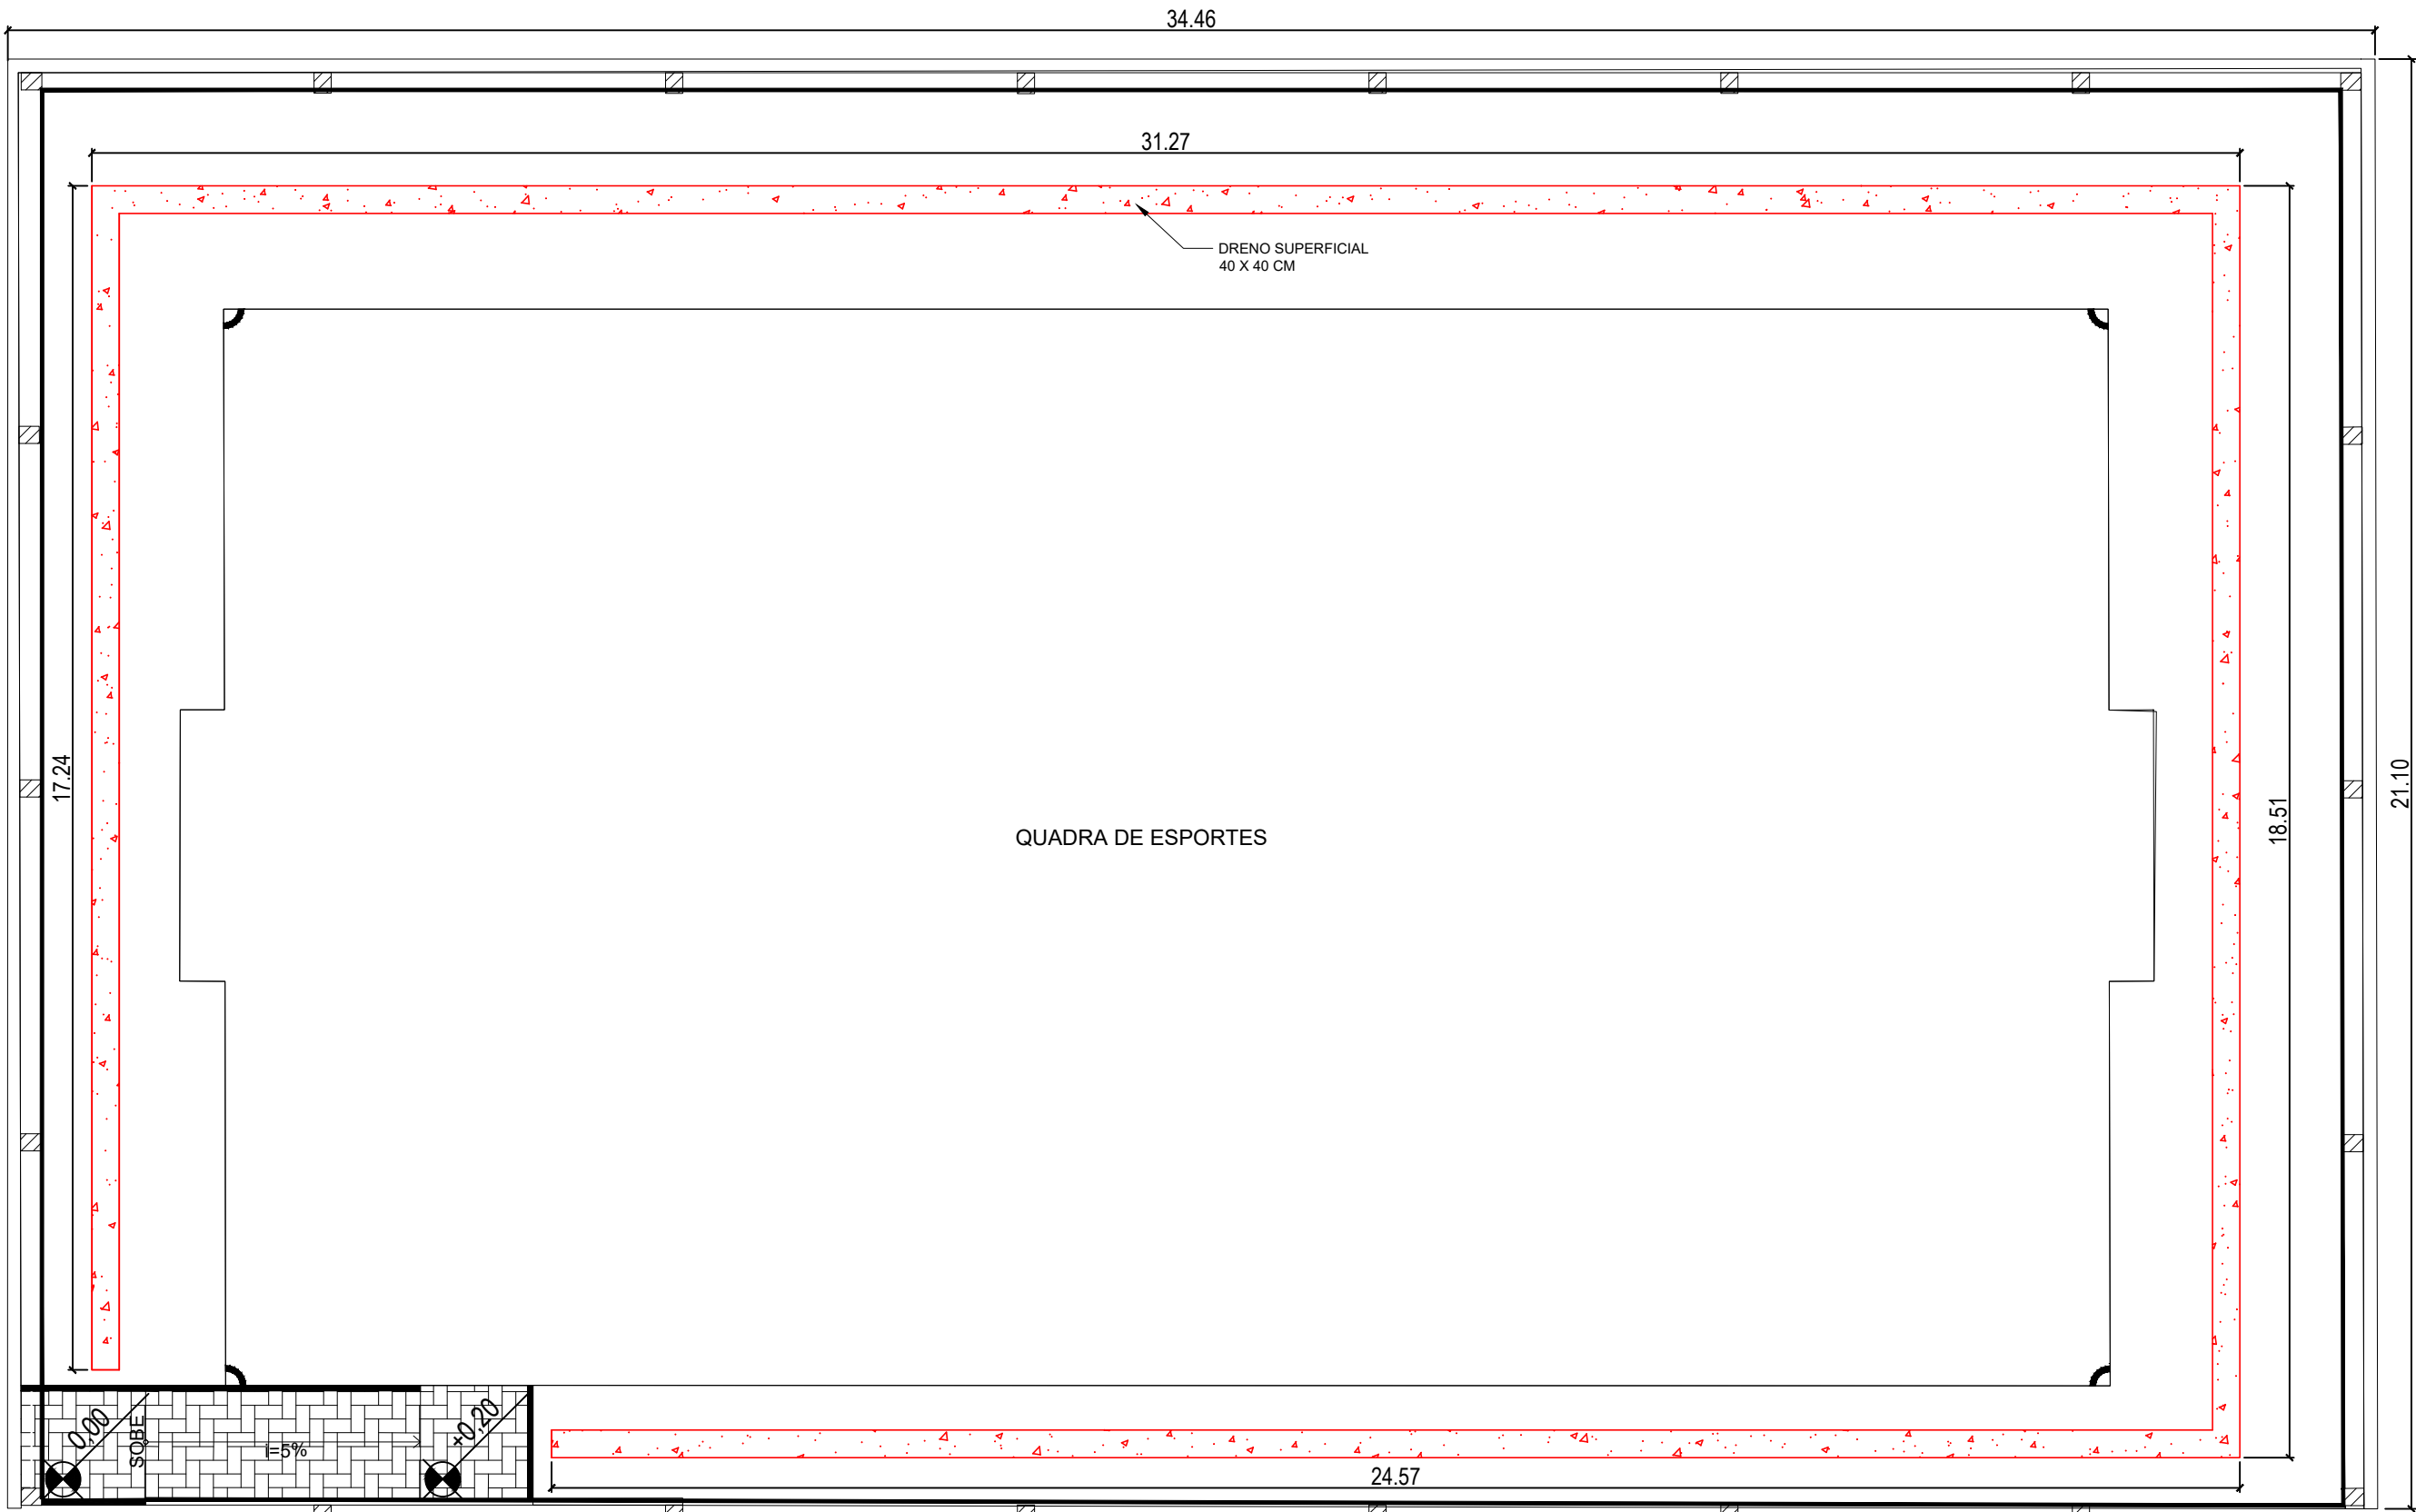 34.46
31.27
DRENO SUPERFICIAL
40 X 40 CM
17.24
QUADRA DE ESPORTES
18.51
21.10
0,00
SOBE
i=5%
+0,20
24.57